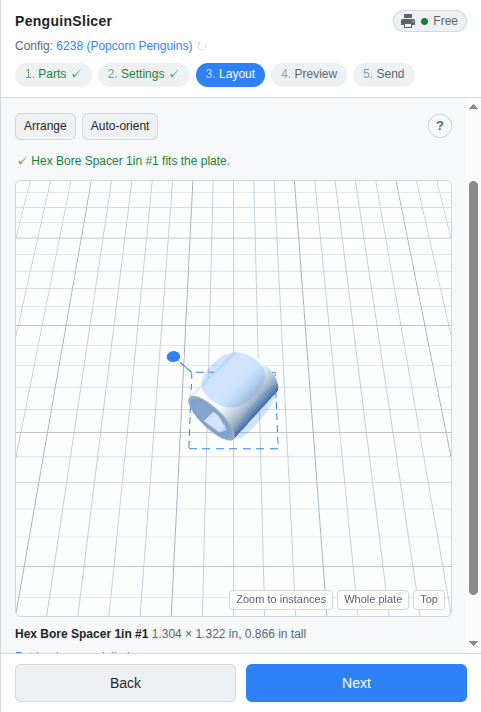 PenguinSlicer
Free
Config: 6238 (Popcorn Penguins)
1. Parts ✓
2. Settings ✓
3. Layout
4. Preview
5. Send
Arrange
Auto-orient
?
✓ Hex Bore Spacer 1in #1 fits the plate.
Zoom to instances
Whole plate
Top
Hex Bore Spacer 1in #1 1.304 × 1.322 in, 0.866 in tall
Back
Next